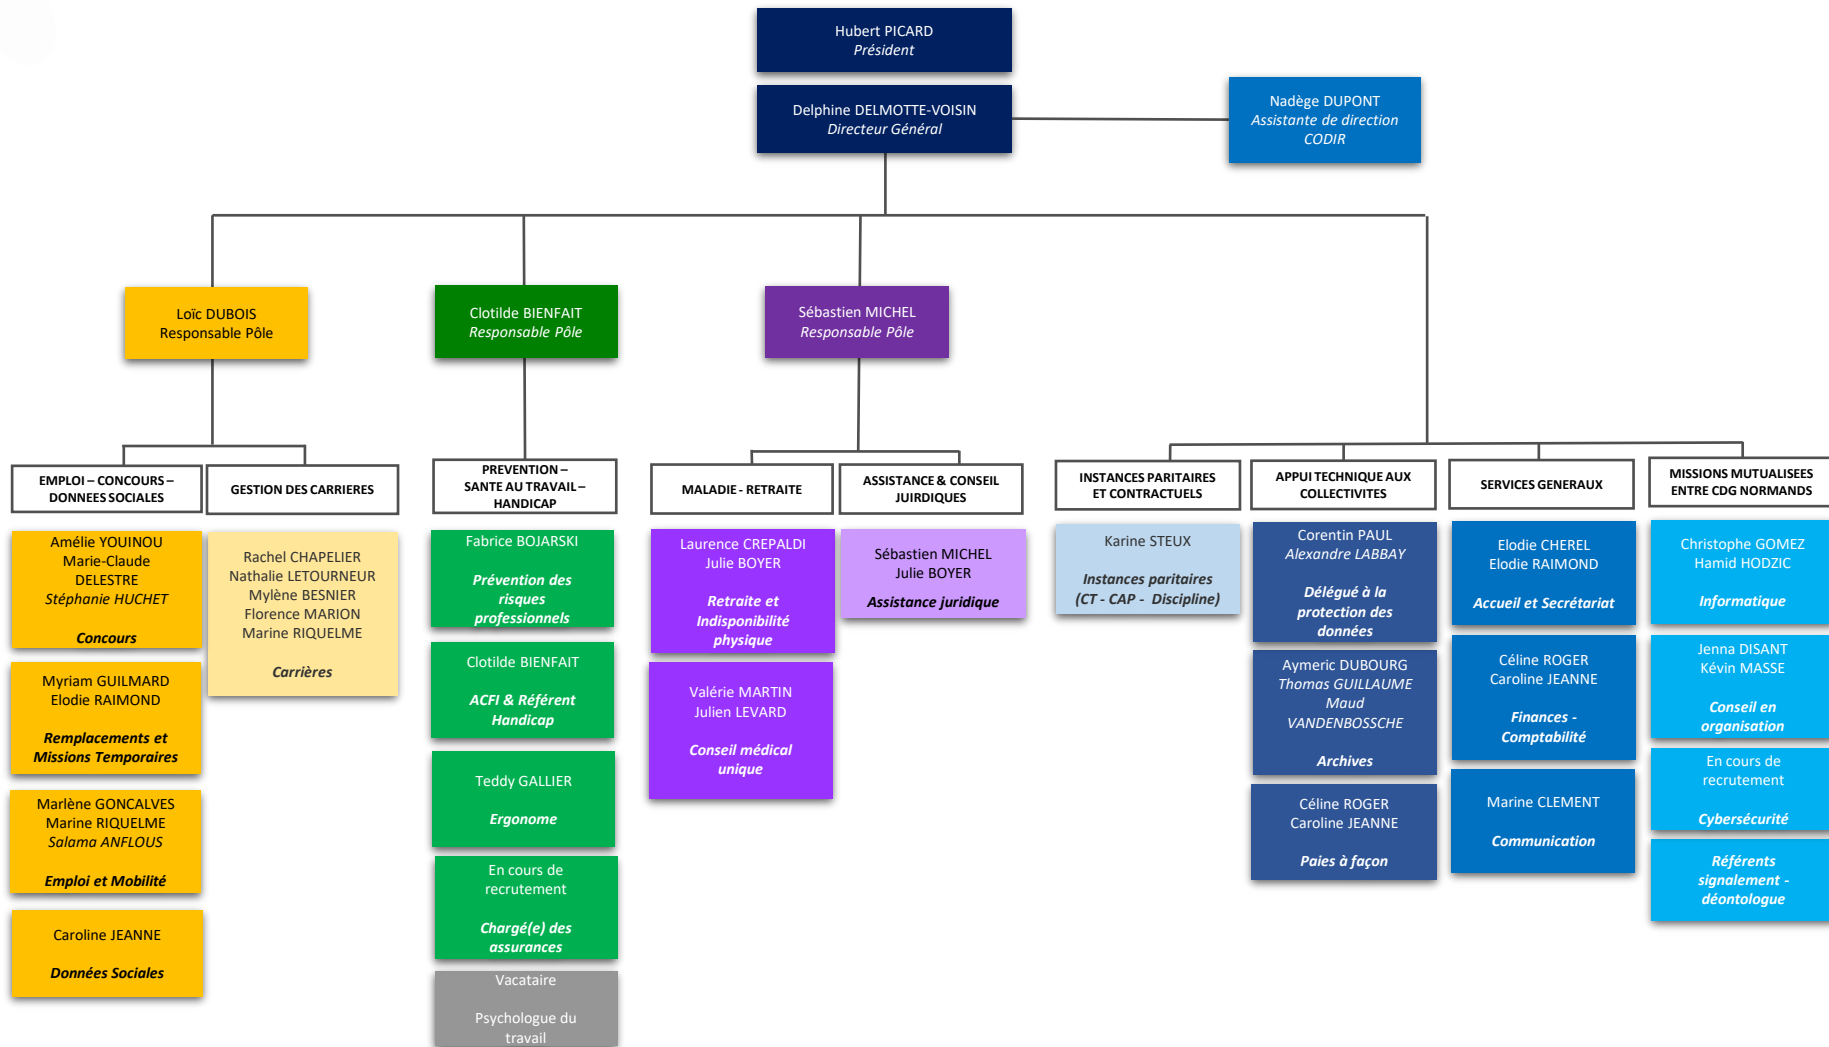 Hubert PICARD
Président
Delphine DELMOTTE-VOISIN
Directeur Général
Nadège DUPONT
Assistante de direction
CODIR
Loïc DUBOIS
Responsable Pôle
Clotilde BIENFAIT
Responsable Pôle
Sébastien MICHEL
Responsable Pôle
EMPLOI – CONCOURS –
DONNEES SOCIALES
Amélie YOUINOU
Marie-Claude
DELESTRE
Stéphanie HUCHET
Concours
Myriam GUILMARD
Elodie RAIMOND
Remplacements et
Missions Temporaires
Marlène GONCALVES
Marine RIQUELME
Salama ANFLOUS
Emploi et Mobilité
Caroline JEANNE
Données Sociales
GESTION DES CARRIERES
Rachel CHAPELIER
Nathalie LETOURNEUR
Mylène BESNIER
Florence MARION
Marine RIQUELME
Carrières
PREVENTION –
SANTE AU TRAVAIL –
HANDICAP
Fabrice BOJARSKI
Prévention des
risques
professionnels
Clotilde BIENFAIT
ACFI & Référent
Handicap
Teddy GALLIER
Ergonome
En cours de
recrutement
Chargé(e) des
assurances
Vacataire
Psychologue du
travail
MALADIE - RETRAITE
Laurence CREPALDI
Julie BOYER
Retraite et
Indisponibilité
physique
Valérie MARTIN
Julien LEVARD
Conseil médical
unique
ASSISTANCE & CONSEIL
JUIRDIQUES
Sébastien MICHEL
Julie BOYER
Assistance juridique
INSTANCES PARITAIRES
ET CONTRACTUELS
Karine STEUX
Instances paritaires
(CT - CAP - Discipline)
APPUI TECHNIQUE AUX
COLLECTIVITES
Corentin PAUL
Alexandre LABBAY
Délégué à la
protection des
données
Aymeric DUBOURG
Thomas GUILLAUME
Maud
VANDENBOSSCHE
Archives
Céline ROGER
Caroline JEANNE
Paies à façon
SERVICES GENERAUX
Elodie CHEREL
Elodie RAIMOND
Accueil et Secrétariat
Céline ROGER
Caroline JEANNE
Finances -
Comptabilité
Marine CLEMENT
Communication
MISSIONS MUTUALISEES
ENTRE CDG NORMANDS
Christophe GOMEZ
Hamid HODZIC
Informatique
Jenna DISANT
Kévin MASSE
Conseil en
organisation
En cours de
recrutement
Cybersécurité
Référents
signalement -
déontologue